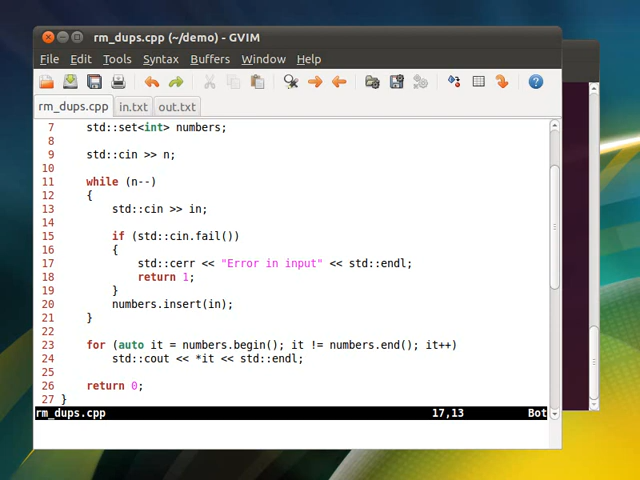 rm_dups.cpp (~/demo) - GVIM
File Edit Tools Syntax Buffers Window Help
rm_dups.cpp in.txt out.txt
7 std::set<int> numbers;
8
9 std::cin >> n;
10
11 while (n--)
12 {
13 std::cin >> in;
14
15 if (std::cin.fail())
16 {
17 std::cerr << "Error in input" << std::endl;
18 return 1;
19 }
20 numbers.insert(in);
21 }
22
23 for (auto it = numbers.begin(); it != numbers.end(); it++)
24 std::cout << *it << std::endl;
25
26 return 0;
27 }
rm_dups.cpp 17,13 Bot